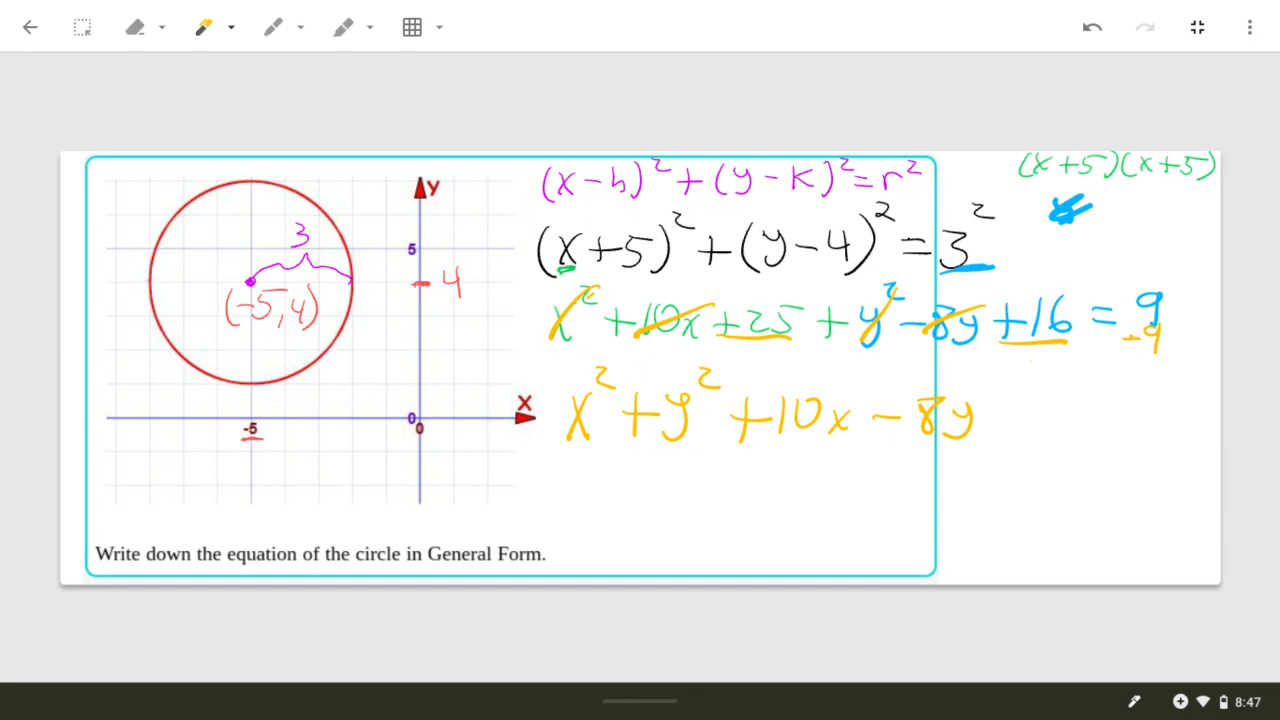 (x+5)(x+5)
(x-h)²+(y-k)²=r²
(x+5)²+(y-4)²=3²
x²+10x+25+y²-8y+16=9
-9
x²+y²+10x-8y
Y
5
4
3
(-5,4)
X
0
-5
0
Write down the equation of the circle in General Form.
8:47